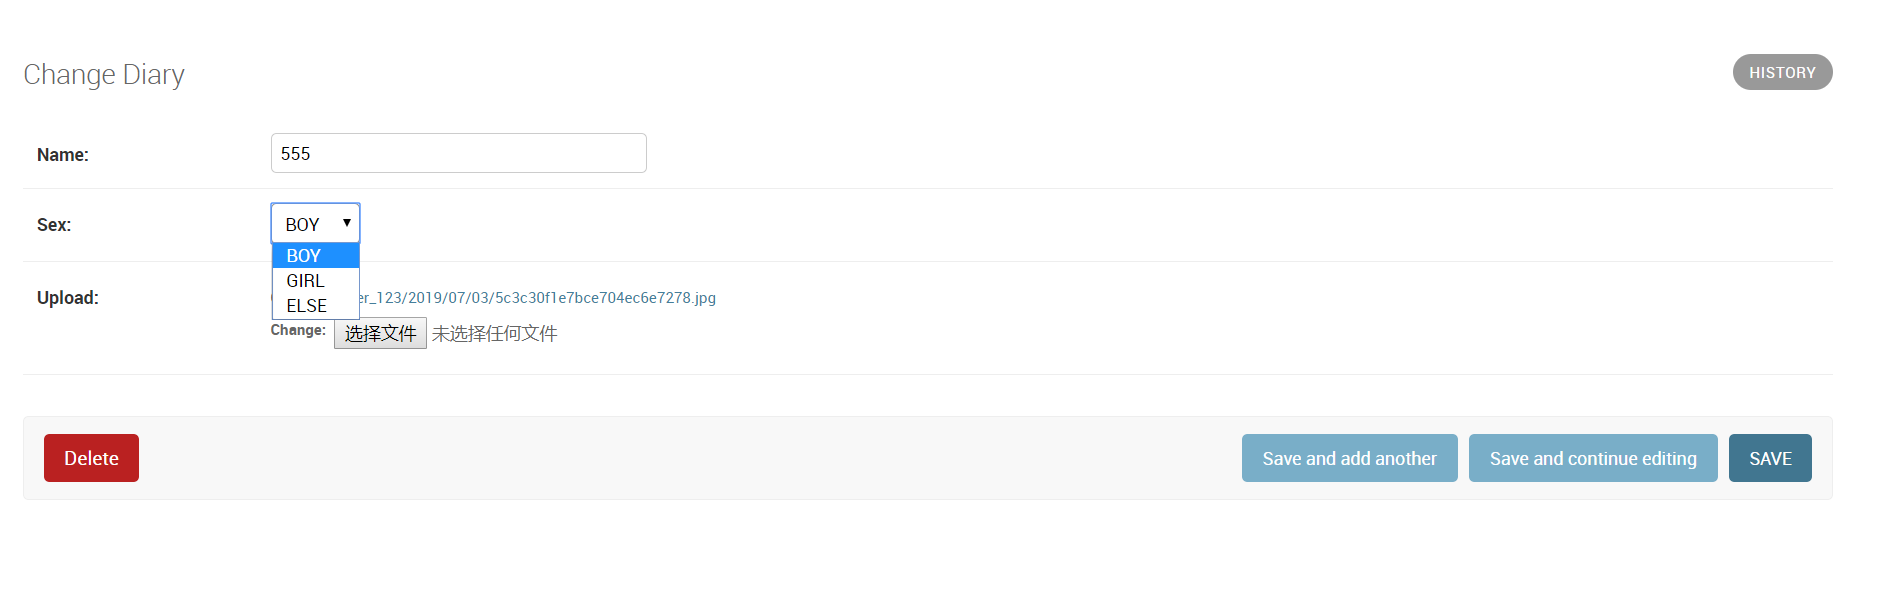 Change Diary
HISTORY
Name:
555
Sex:
BOY
BOY
GIRL
ELSE
Upload:
er_123/2019/07/03/5c3c30f1e7bce704ec6e7278.jpg
Change: 选择文件 未选择任何文件
Delete
Save and add another
Save and continue editing
SAVE